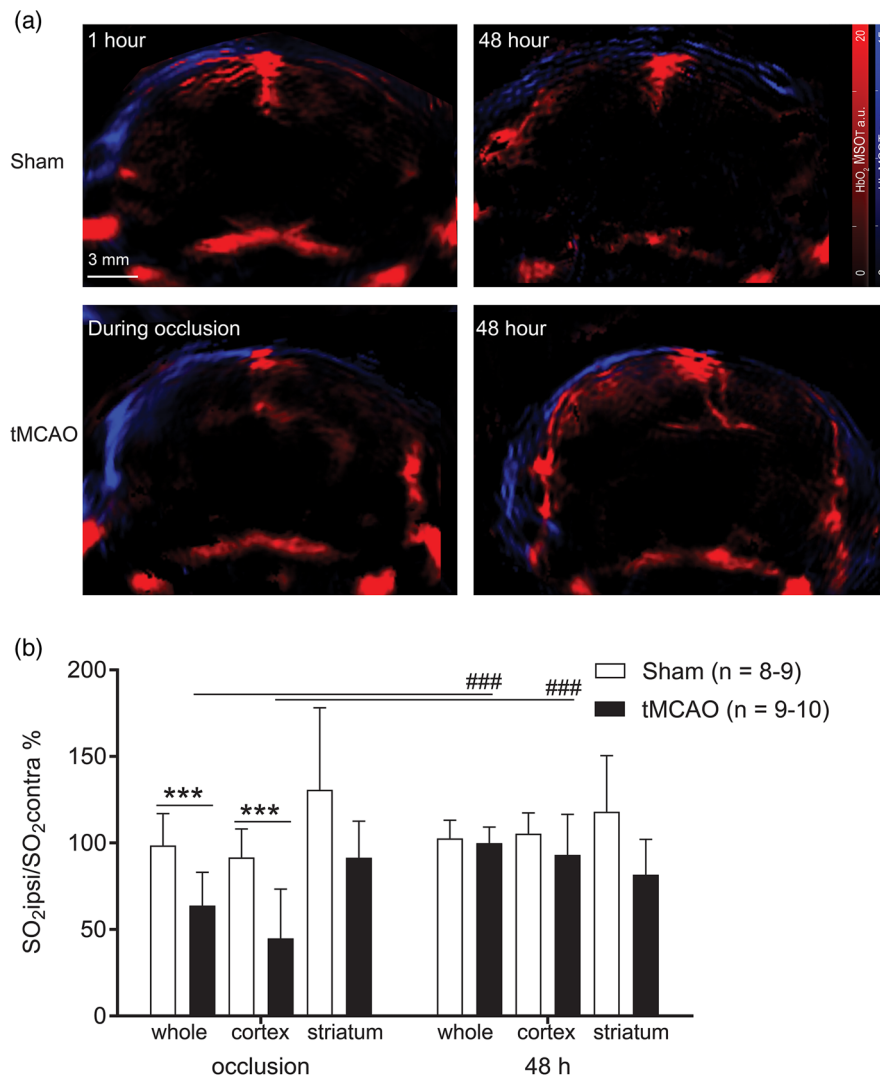 (a)
1 hour
48 hour
Sham
3 mm
20
HbO2 MSOT a.u.
0
During occlusion
48 hour
tMCAO
(b)
200
150
100
50
0
SO2ipsi/SO2contra %
###
###
***
***
Sham (n = 8-9)
tMCAO (n = 9-10)
whole cortex striatum whole cortex striatum
occlusion 48 h